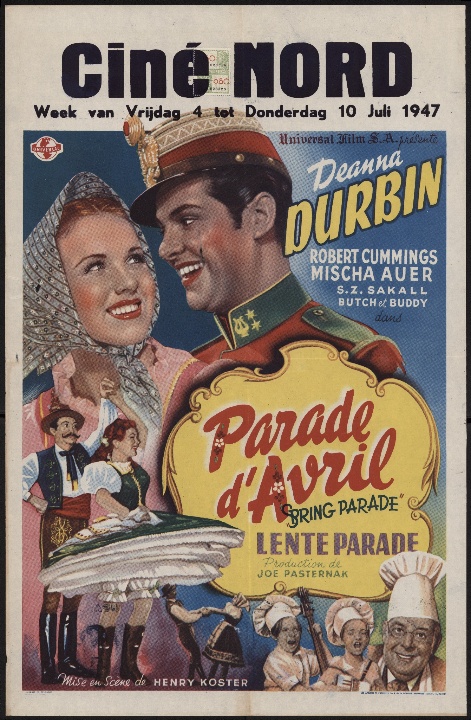 Ciné NORD
Week van Vrijdag 4 tot Donderdag 10 Juli 1947
UNIVERSAL
Universal Film S.A. présente
Deanna
DURBIN
ROBERT CUMMINGS
MISCHA AUER
S.Z. SAKALL
BUTCH et BUDDY
dans
Parade
d'Avril
"SPRING PARADE"
LENTE PARADE
Production de
JOE PASTERNAK
Mise en Scene de HENRY KOSTER